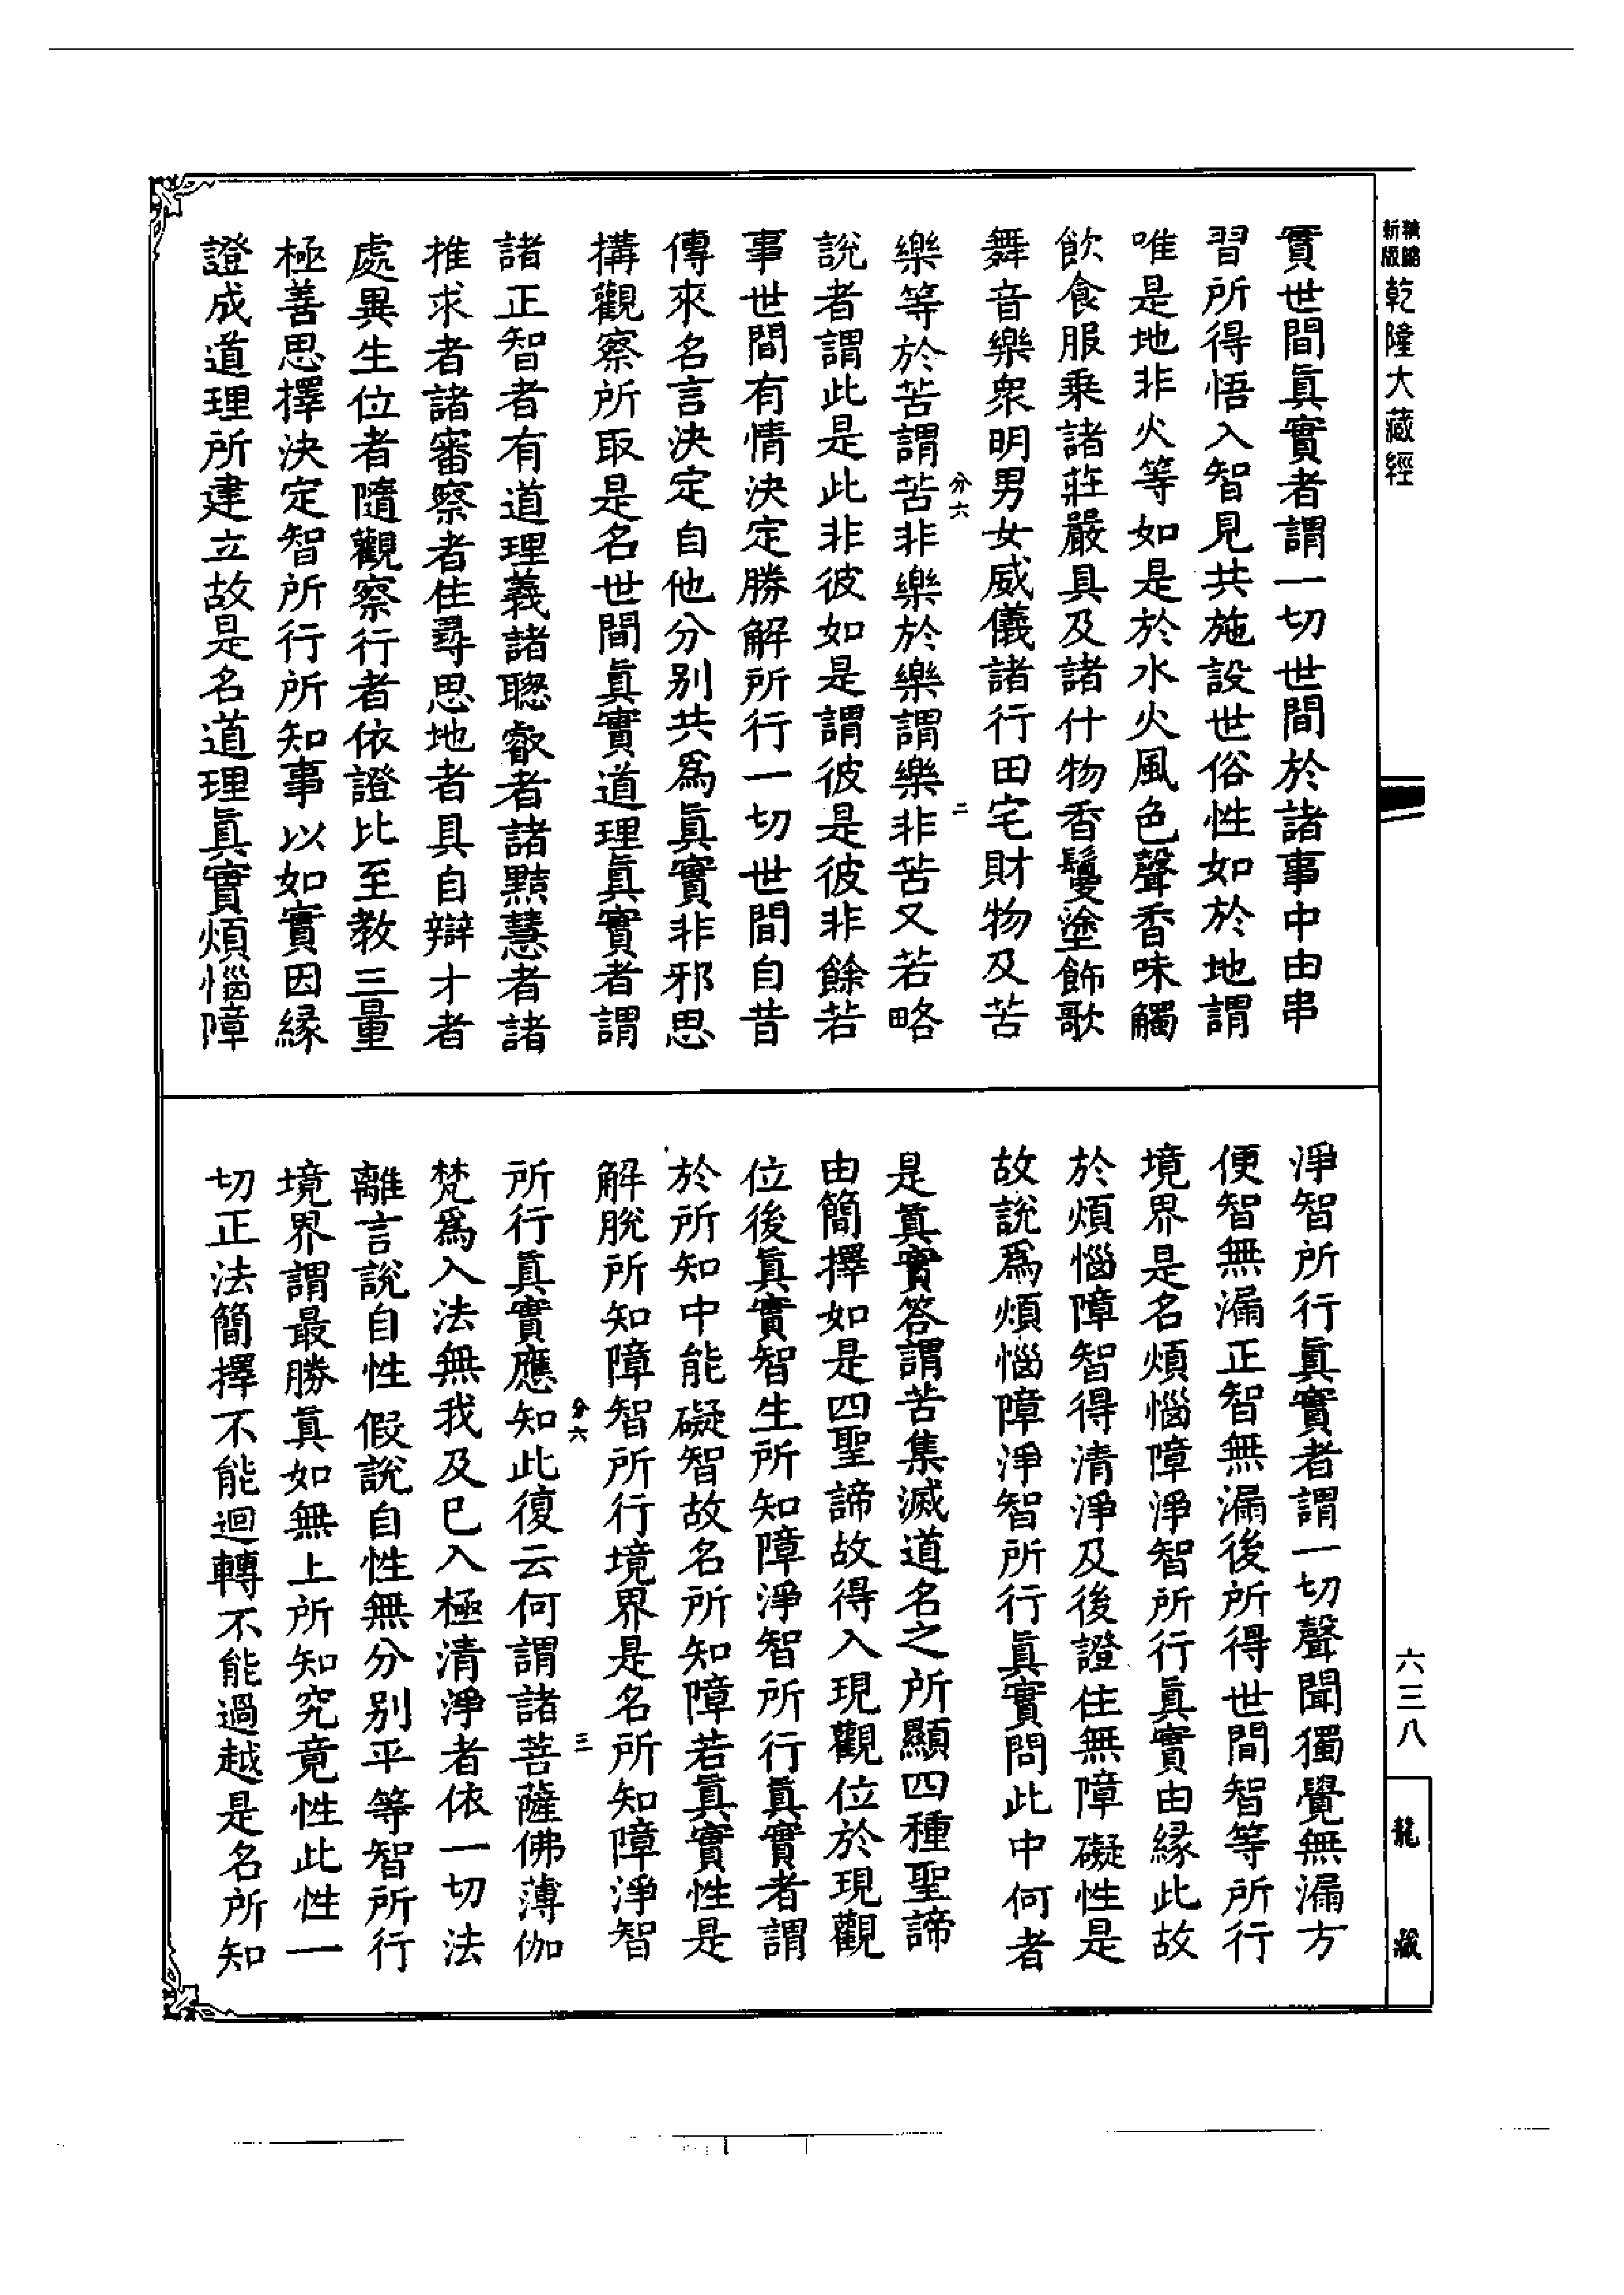 新版
精縮
乾隆大藏經
實世間眞實者謂一切世間於諸事中由串
習所得悟入智見共施設世俗性如於地謂
唯是地非火等如是於水火風色聲香味觸
飲食服乘諸莊嚴具及諸什物香鬘塗飾歌
舞音樂衆明男女威儀諸行田宅財物及苦
分六
二
樂等於苦謂苦非樂於樂謂樂非苦又若略
說者謂此是此非彼如是謂彼是彼非餘若
事世間有情決定勝解所行一切世間自昔
傳來名言決定自他分別共爲眞實非邪思
搆觀察所取是名世間眞實道理眞實者謂
諸正智者有道理義諸聰叡者諸黠慧者諸
推求者諸審察者住尋思地者具自辯才者
處異生位者隨觀察行者依證比至教三量
極善思擇決定智所行所知事以如實因緣
證成道理所建立故是名道理眞實煩惱障
淨智所行眞實者謂一切聲聞獨覺無漏方
便智無漏正智無漏後所得世間智等所行
境界是名煩惱障淨智所行眞實由緣此故
於煩惱障智得清淨及後證住無障礙性是
故說爲煩惱障淨智所行眞實問此中何者
是眞實答謂苦集滅道名之所顯四種聖諦
由簡擇如是四聖諦故得入現觀位於現觀
位後眞實智生所知障淨智所行眞實者謂
於所知中能礙智故名所知障若眞實性是
解脫所知障智所行境界是名所知障淨智
分六
三
所行眞實應知此復云何謂諸菩薩佛薄伽
梵爲入法無我及已入極清淨者依一切法
離言說自性假說自性無分別平等智所行
境界謂最勝眞如無上所知究竟性此性一
切正法簡擇不能迴轉不能過越是名所知
六三八
龍藏